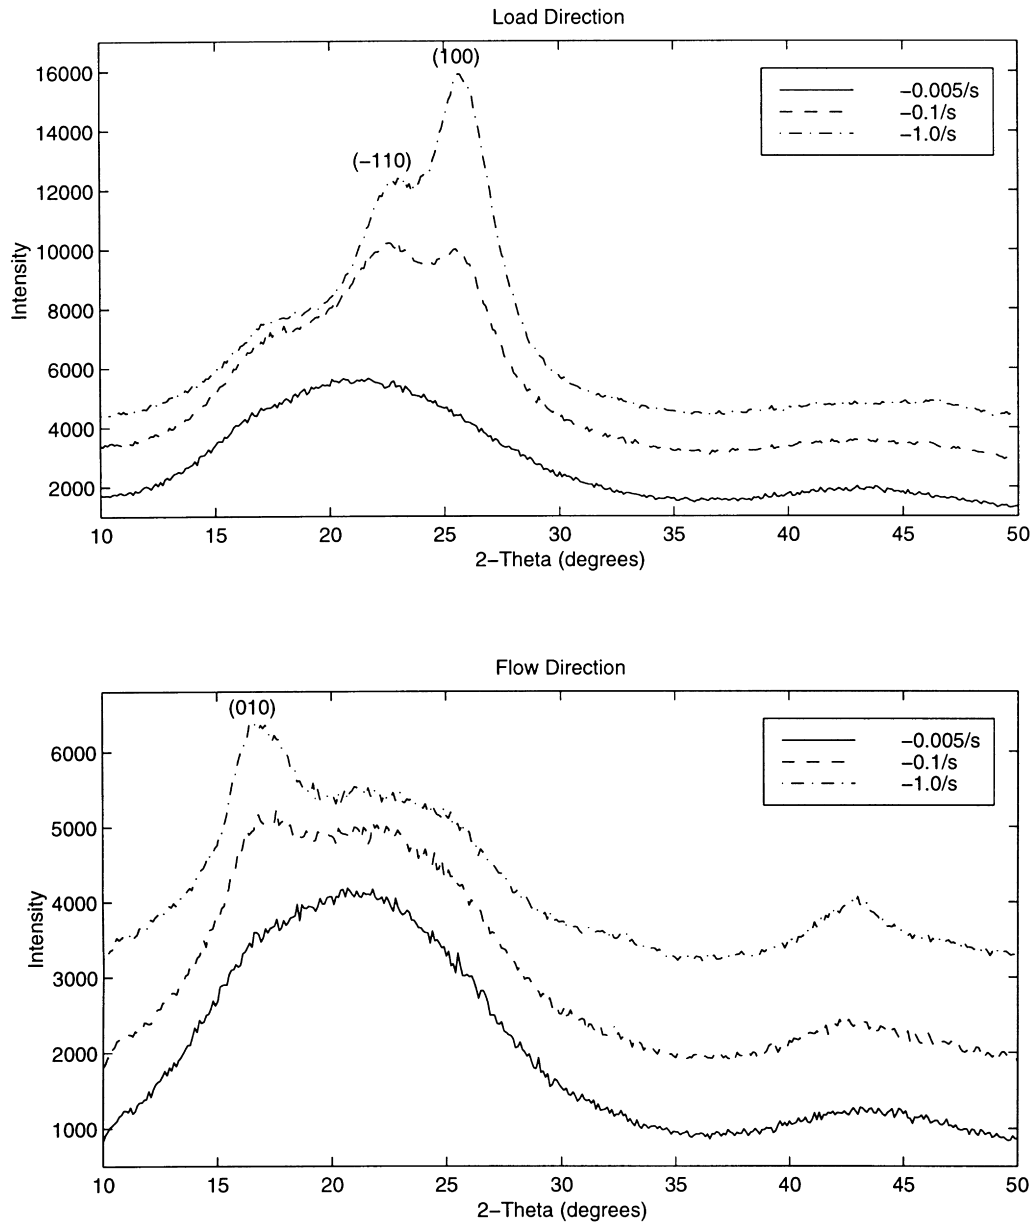 Load Direction
(100)
(−110)
16000
14000
12000
10000
8000
6000
4000
2000
Intensity
−0.005/s
−0.1/s
−1.0/s
10 15 20 25 30 35 40 45 50
2−Theta (degrees)
Flow Direction
(010)
6000
5000
4000
3000
2000
1000
Intensity
−0.005/s
−0.1/s
−1.0/s
10 15 20 25 30 35 40 45 50
2−Theta (degrees)